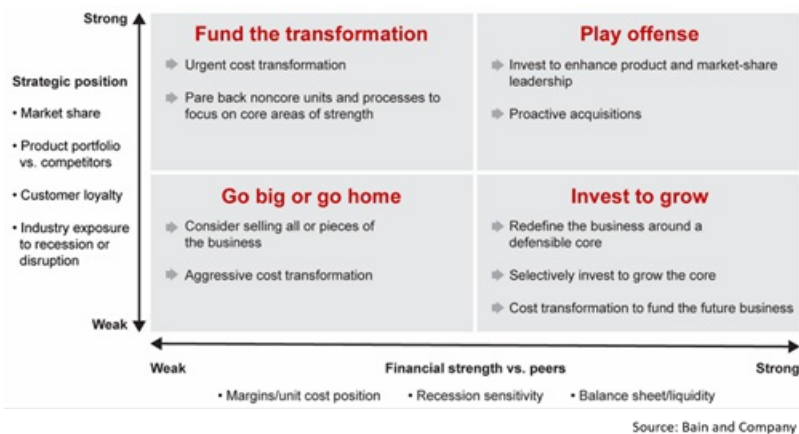 Strong
Strategic position
• Market share
• Product portfolio
vs. competitors
• Customer loyalty
• Industry exposure
to recession or
disruption
Weak
Fund the transformation
Urgent cost transformation
Pare back noncore units and processes to
focus on core areas of strength
Play offense
Invest to enhance product and market-share
leadership
Proactive acquisitions
Go big or go home
Consider selling all or pieces of
the business
Aggressive cost transformation
Invest to grow
Redefine the business around a
defensible core
Selectively invest to grow the core
Cost transformation to fund the future business
Weak
Financial strength vs. peers
Strong
• Margins/unit cost position
• Recession sensitivity
• Balance sheet/liquidity
Source: Bain and Company